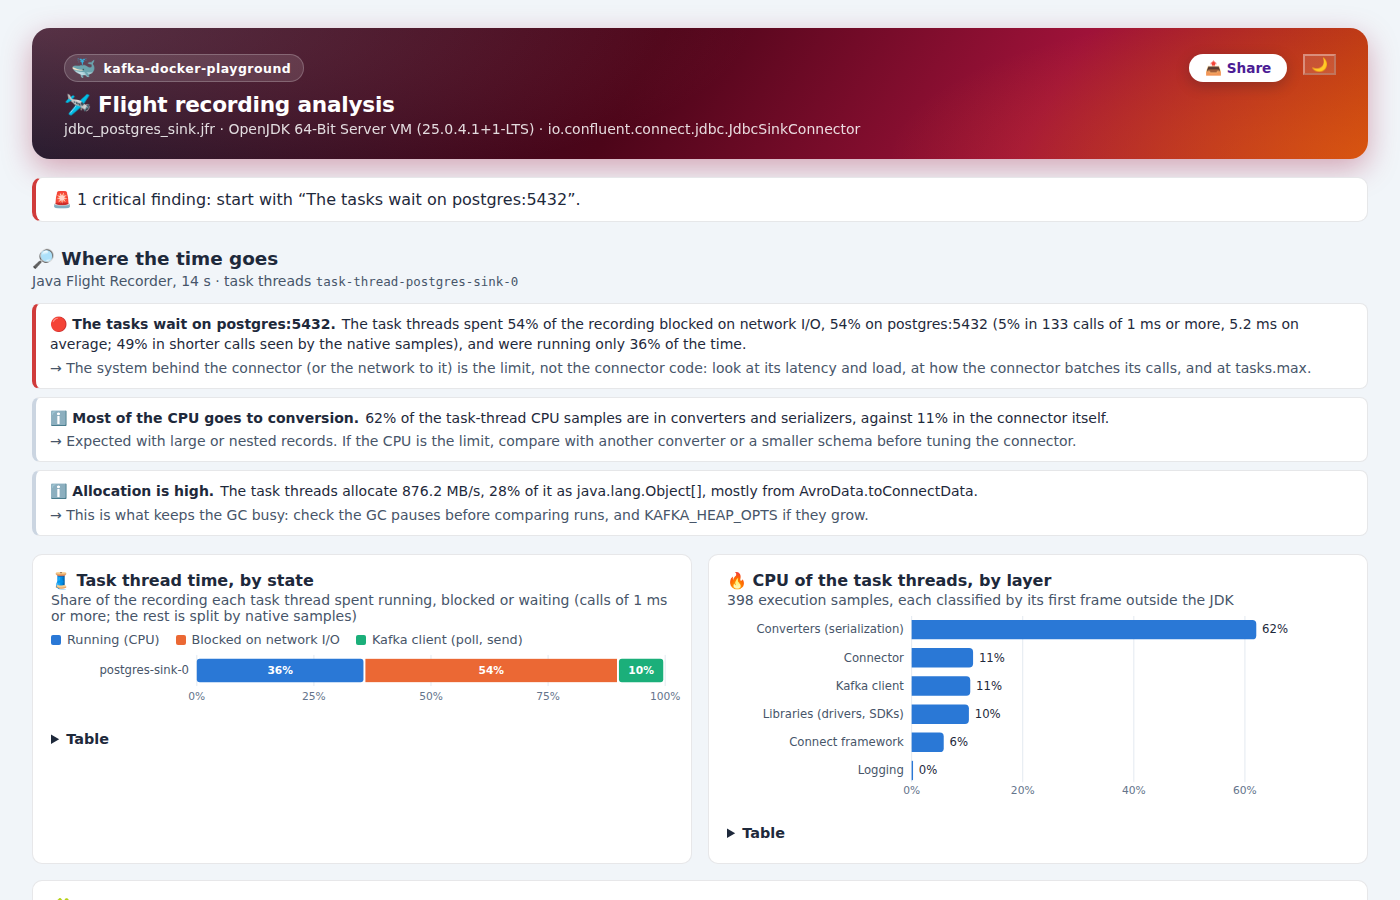 🐳 kafka-docker-playground
📤 Share
🌙
🛩️ Flight recording analysis
jdbc_postgres_sink.jfr · OpenJDK 64-Bit Server VM (25.0.4.1+1-LTS) · io.confluent.connect.jdbc.JdbcSinkConnector
🚨 1 critical finding: start with “The tasks wait on postgres:5432”.
🔎 Where the time goes
Java Flight Recorder, 14 s · task threads task-thread-postgres-sink-0
🔴 The tasks wait on postgres:5432. The task threads spent 54% of the recording blocked on network I/O, 54% on postgres:5432 (5% in 133 calls of 1 ms or more, 5.2 ms on
average; 49% in shorter calls seen by the native samples), and were running only 36% of the time.
→ The system behind the connector (or the network to it) is the limit, not the connector code: look at its latency and load, at how the connector batches its calls, and at tasks.max.
ℹ️ Most of the CPU goes to conversion. 62% of the task-thread CPU samples are in converters and serializers, against 11% in the connector itself.
→ Expected with large or nested records. If the CPU is the limit, compare with another converter or a smaller schema before tuning the connector.
ℹ️ Allocation is high. The task threads allocate 876.2 MB/s, 28% of it as java.lang.Object[], mostly from AvroData.toConnectData.
→ This is what keeps the GC busy: check the GC pauses before comparing runs, and KAFKA_HEAP_OPTS if they grow.
🧵 Task thread time, by state
Share of the recording each task thread spent running, blocked or waiting (calls of 1 ms
or more; the rest is split by native samples)
Running (CPU) Blocked on network I/O Kafka client (poll, send)
postgres-sink-0 36% 54% 10%
0% 25% 50% 75% 100%
▶ Table
🔥 CPU of the task threads, by layer
398 execution samples, each classified by its first frame outside the JDK
Converters (serialization) 62%
Connector 11%
Kafka client 11%
Libraries (drivers, SDKs) 10%
Connect framework 6%
Logging 0%
0% 20% 40% 60%
▶ Table